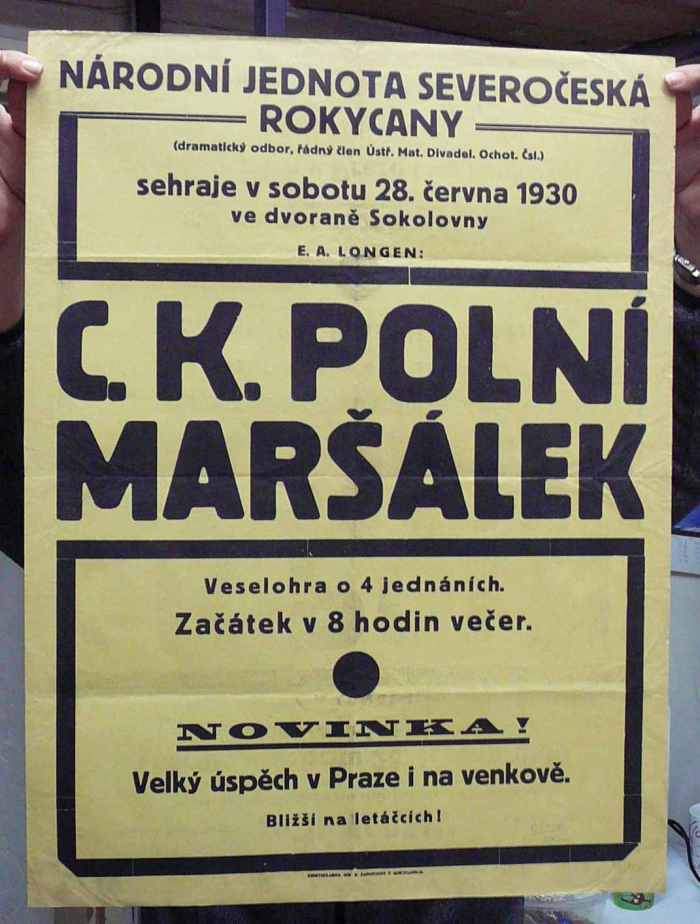 NÁRODNÍ JEDNOTA SEVEROČESKÁ
ROKYCANY
(dramatický odbor, řádný člen Ústř. Mat. Divadel. Ochot. Čsl.)
sehraje v sobotu 28. června 1930
ve dvoraně Sokolovny
E. A. LONGEN:
C. K. POLNÍ
MARŠÁLEK
Veselohra o 4 jednáních.
Začátek v 8 hodin večer.
NOVINKA!
Velký úspěch v Praze i na venkově.
Bližší na letáčcích!